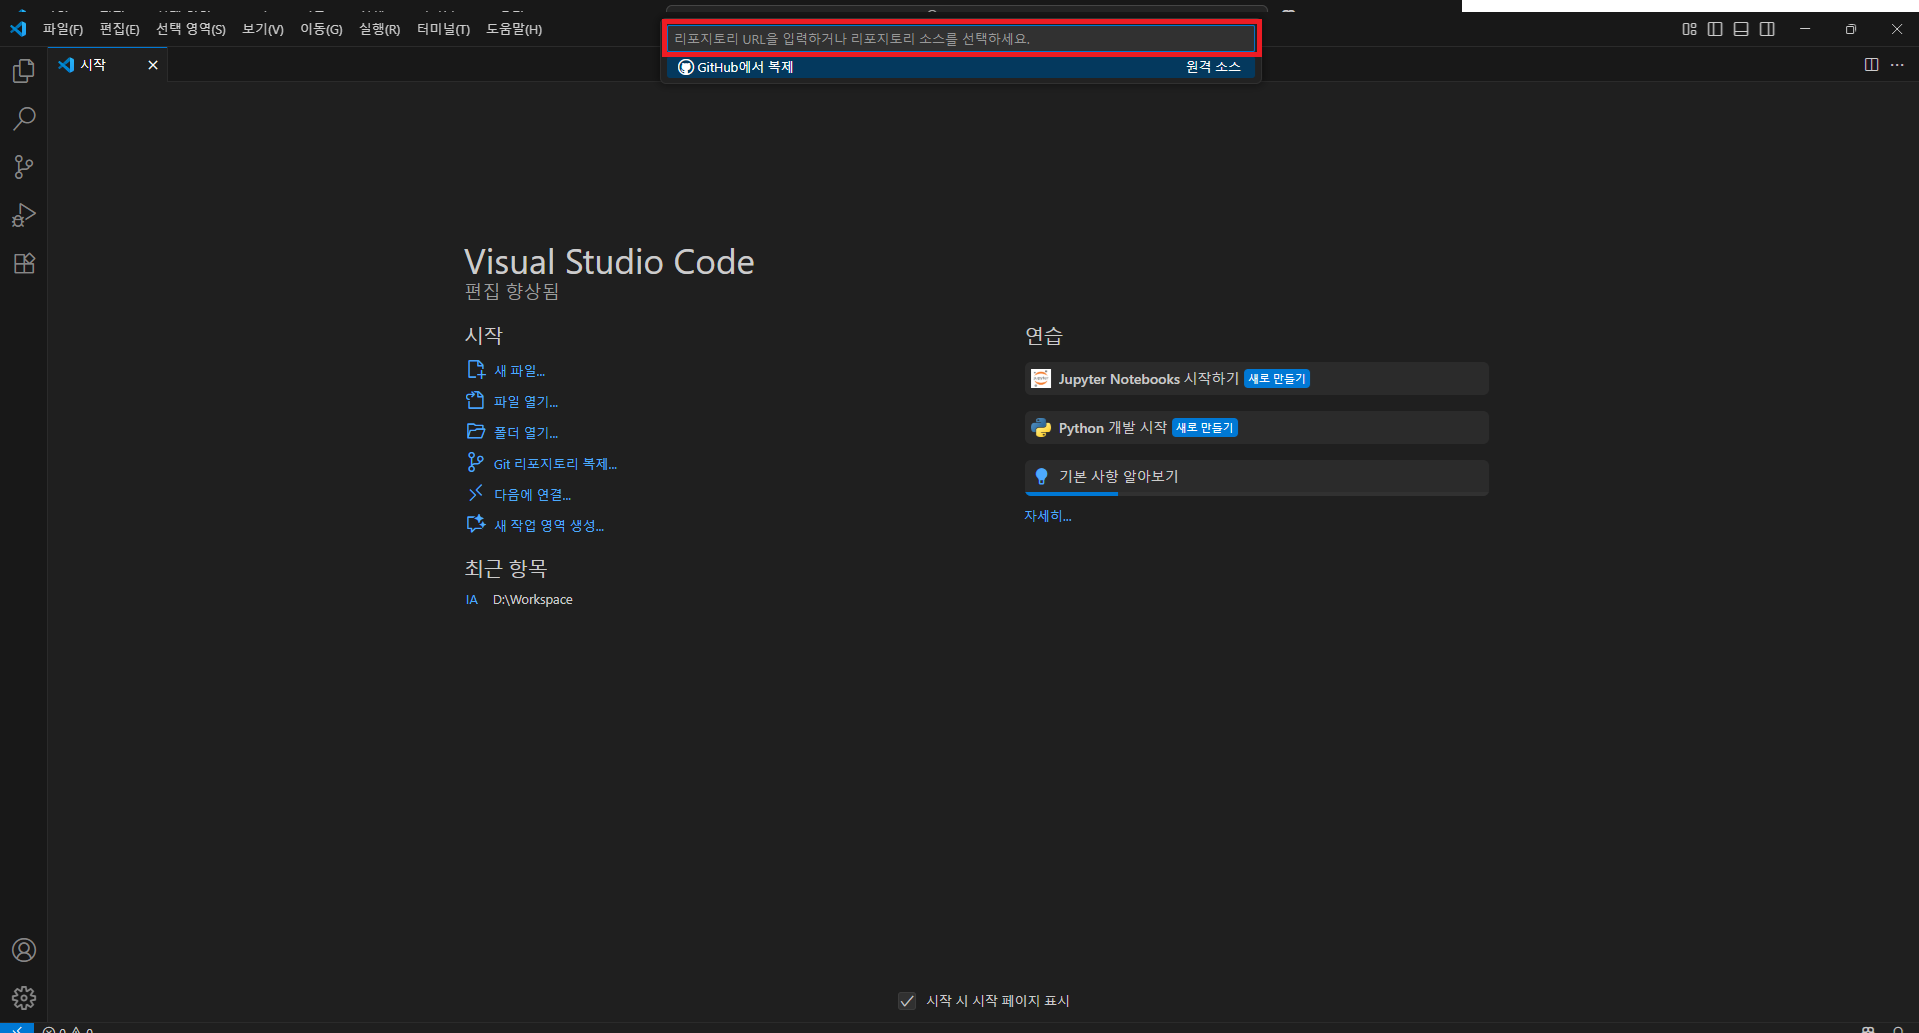 파일(F) 편집(E) 선택 영역(S) 보기(V) 이동(G) 실행(R) 터미널(T) 도움말(H)
리포지토리 URL을 입력하거나 리포지토리 소스를 선택하세요.
GitHub에서 복제 원격 소스
시작
Visual Studio Code
편집 향상됨
시작
새 파일...
파일 열기...
폴더 열기...
Git 리포지토리 복제...
다음에 연결...
새 작업 영역 생성...
최근 항목
IA D:\Workspace
연습
Jupyter Notebooks 시작하기 새로 만들기
Python 개발 시작 새로 만들기
기본 사항 알아보기
자세히...
시작 시 시작 페이지 표시